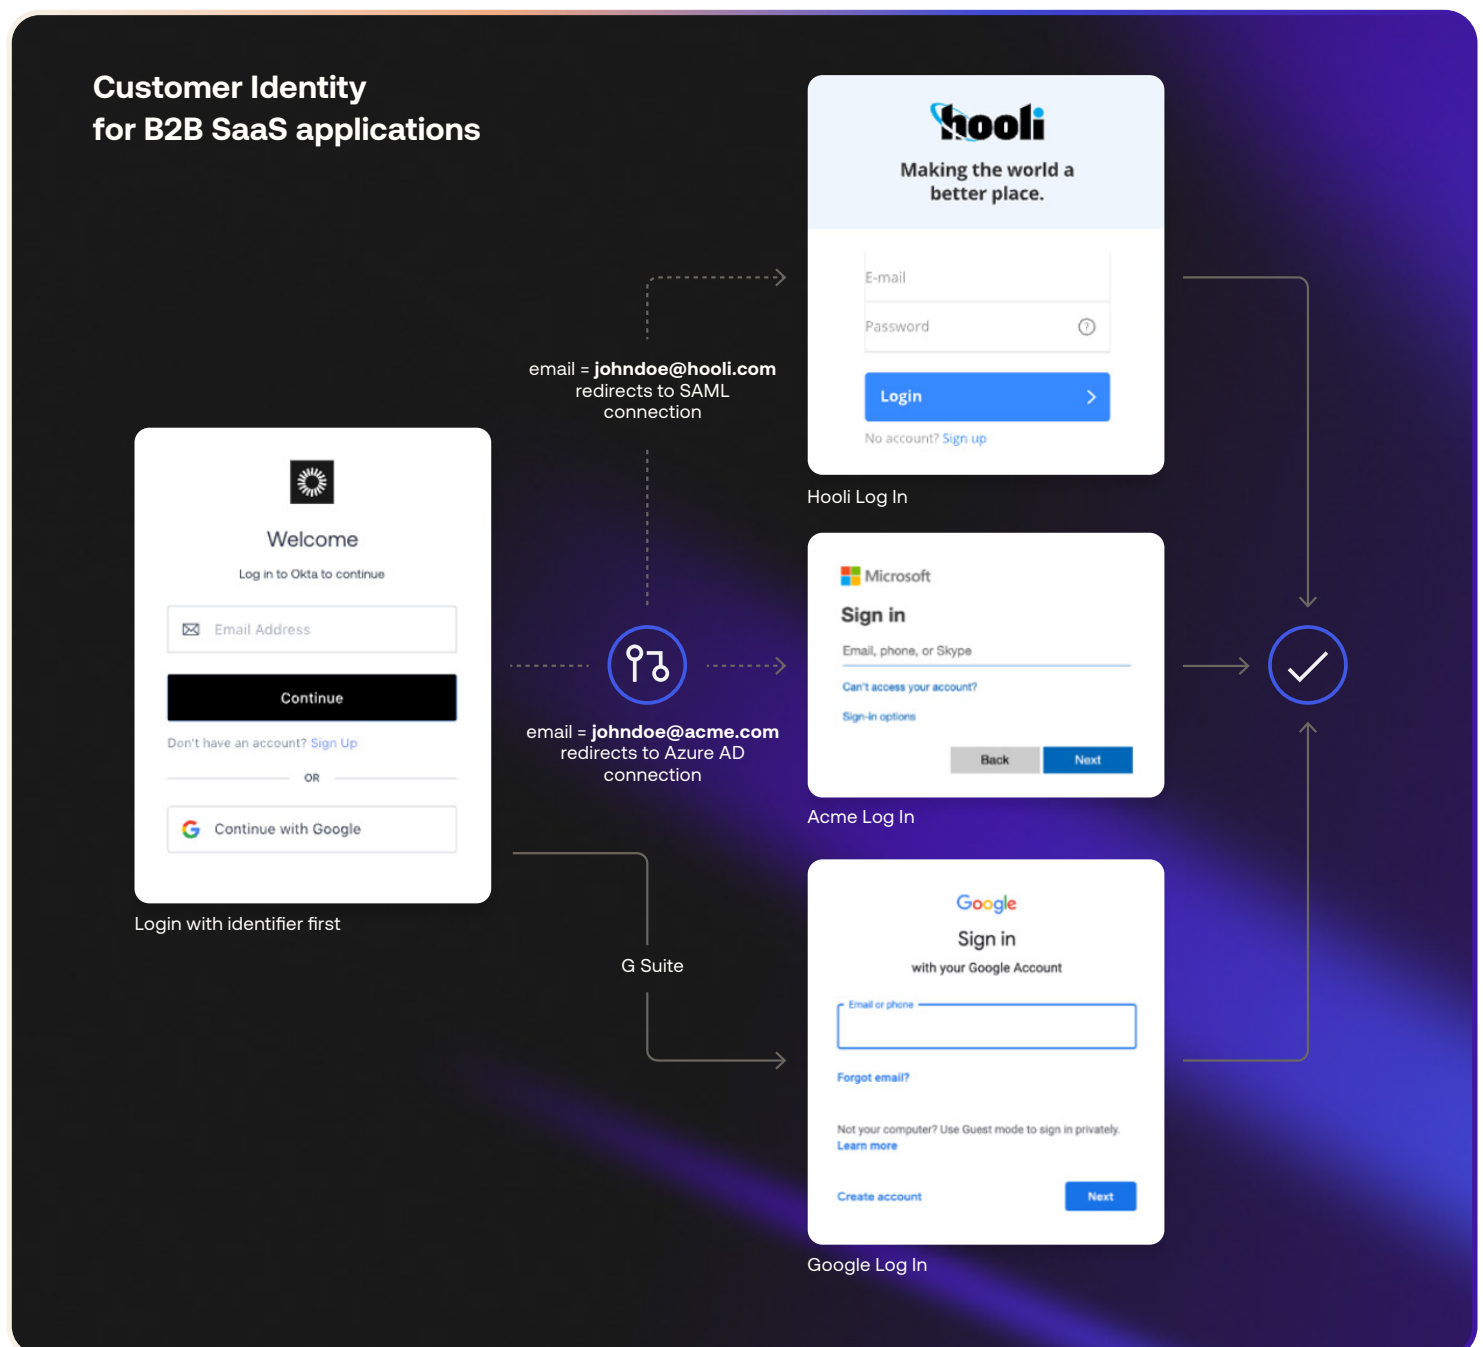 Customer Identity
for B2B SaaS applications
hooli
Making the world a
better place.
E-mail
Password
?
Login
No account? Sign up
Hooli Log In
email = johndoe@hooli.com
redirects to SAML
connection
Welcome
Log in to Okta to continue
Email Address
Continue
Don't have an account? Sign Up
OR
Continue with Google
Login with identifier first
email = johndoe@acme.com
redirects to Azure AD
connection
Microsoft
Sign in
Email, phone, or Skype
Can't access your account?
Sign-in options
Back
Next
Acme Log In
G Suite
Google
Sign in
with your Google Account
Email or phone
Forgot email?
Not your computer? Use Guest mode to sign in privately.
Learn more
Create account
Next
Google Log In